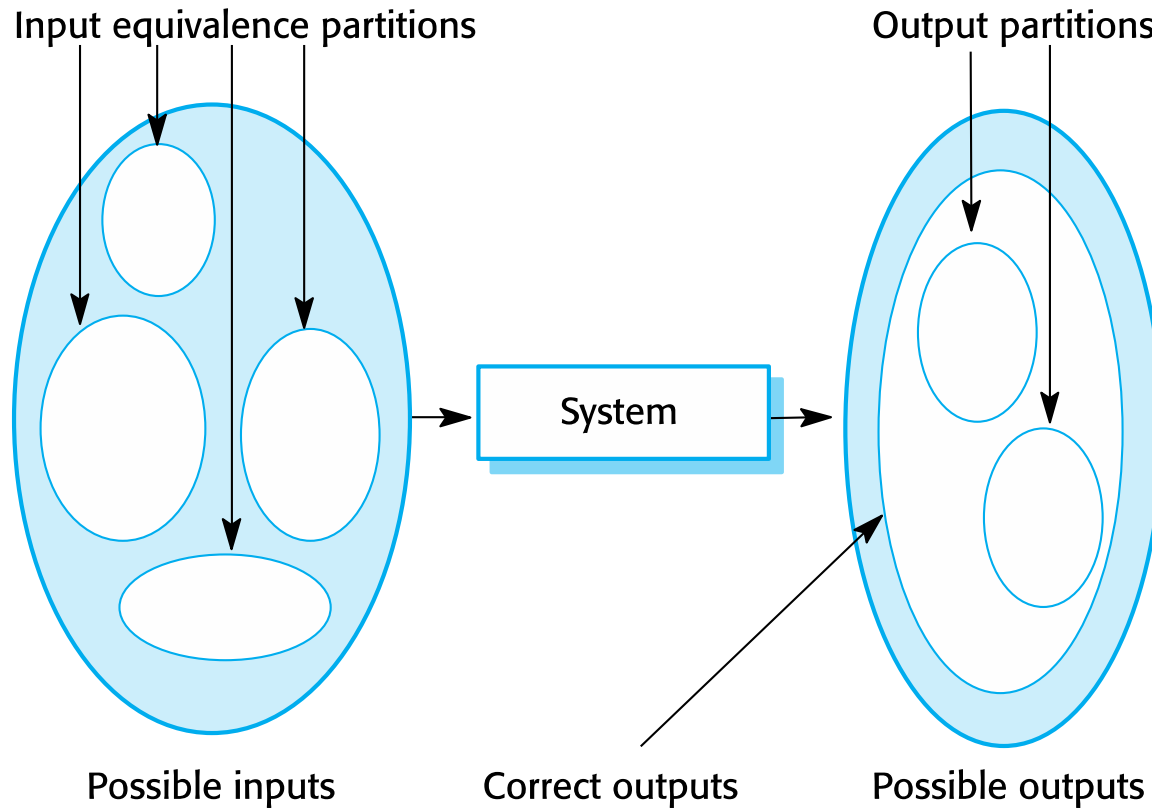 Input equivalence partitions
Output partitions
System
Possible inputs
Correct outputs
Possible outputs